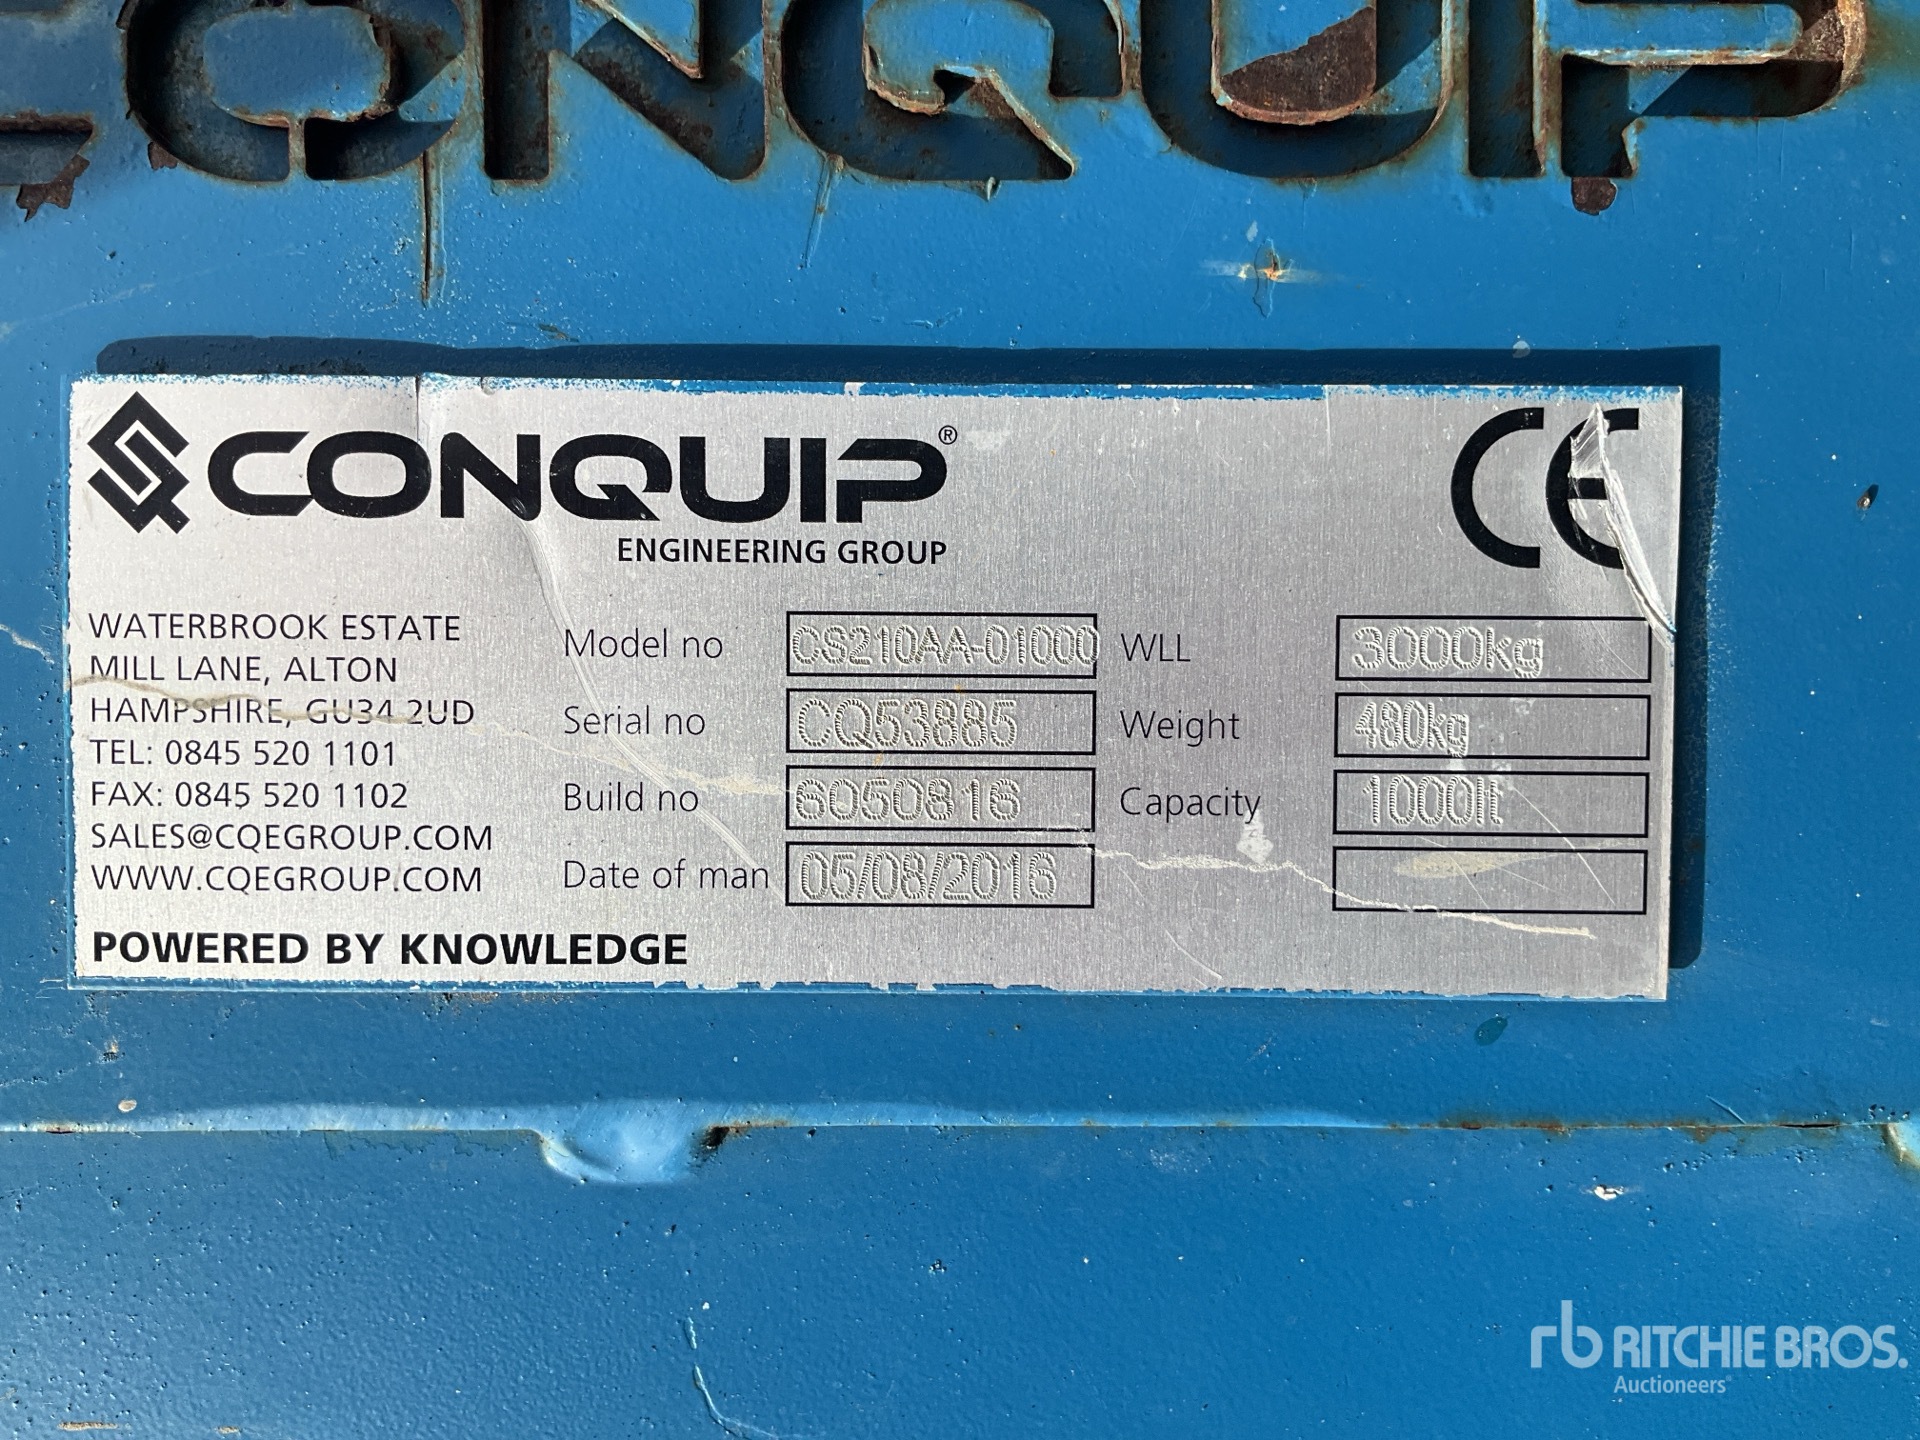 CONQUIP
CONQUIP®
ENGINEERING GROUP
CE
WATERBROOK ESTATE
MILL LANE, ALTON
HAMPSHIRE, GU34 2UD
TEL: 0845 520 1101
FAX: 0845 520 1102
SALES@CQEGROUP.COM
WWW.CQEGROUP.COM
POWERED BY KNOWLEDGE
Model no CS210AA-01000
Serial no CQ53885
Build no 6050816
Date of man 05/08/2016
WLL 3000kg
Weight 480kg
Capacity 1000lt
rb RITCHIE BROS.
Auctioneers